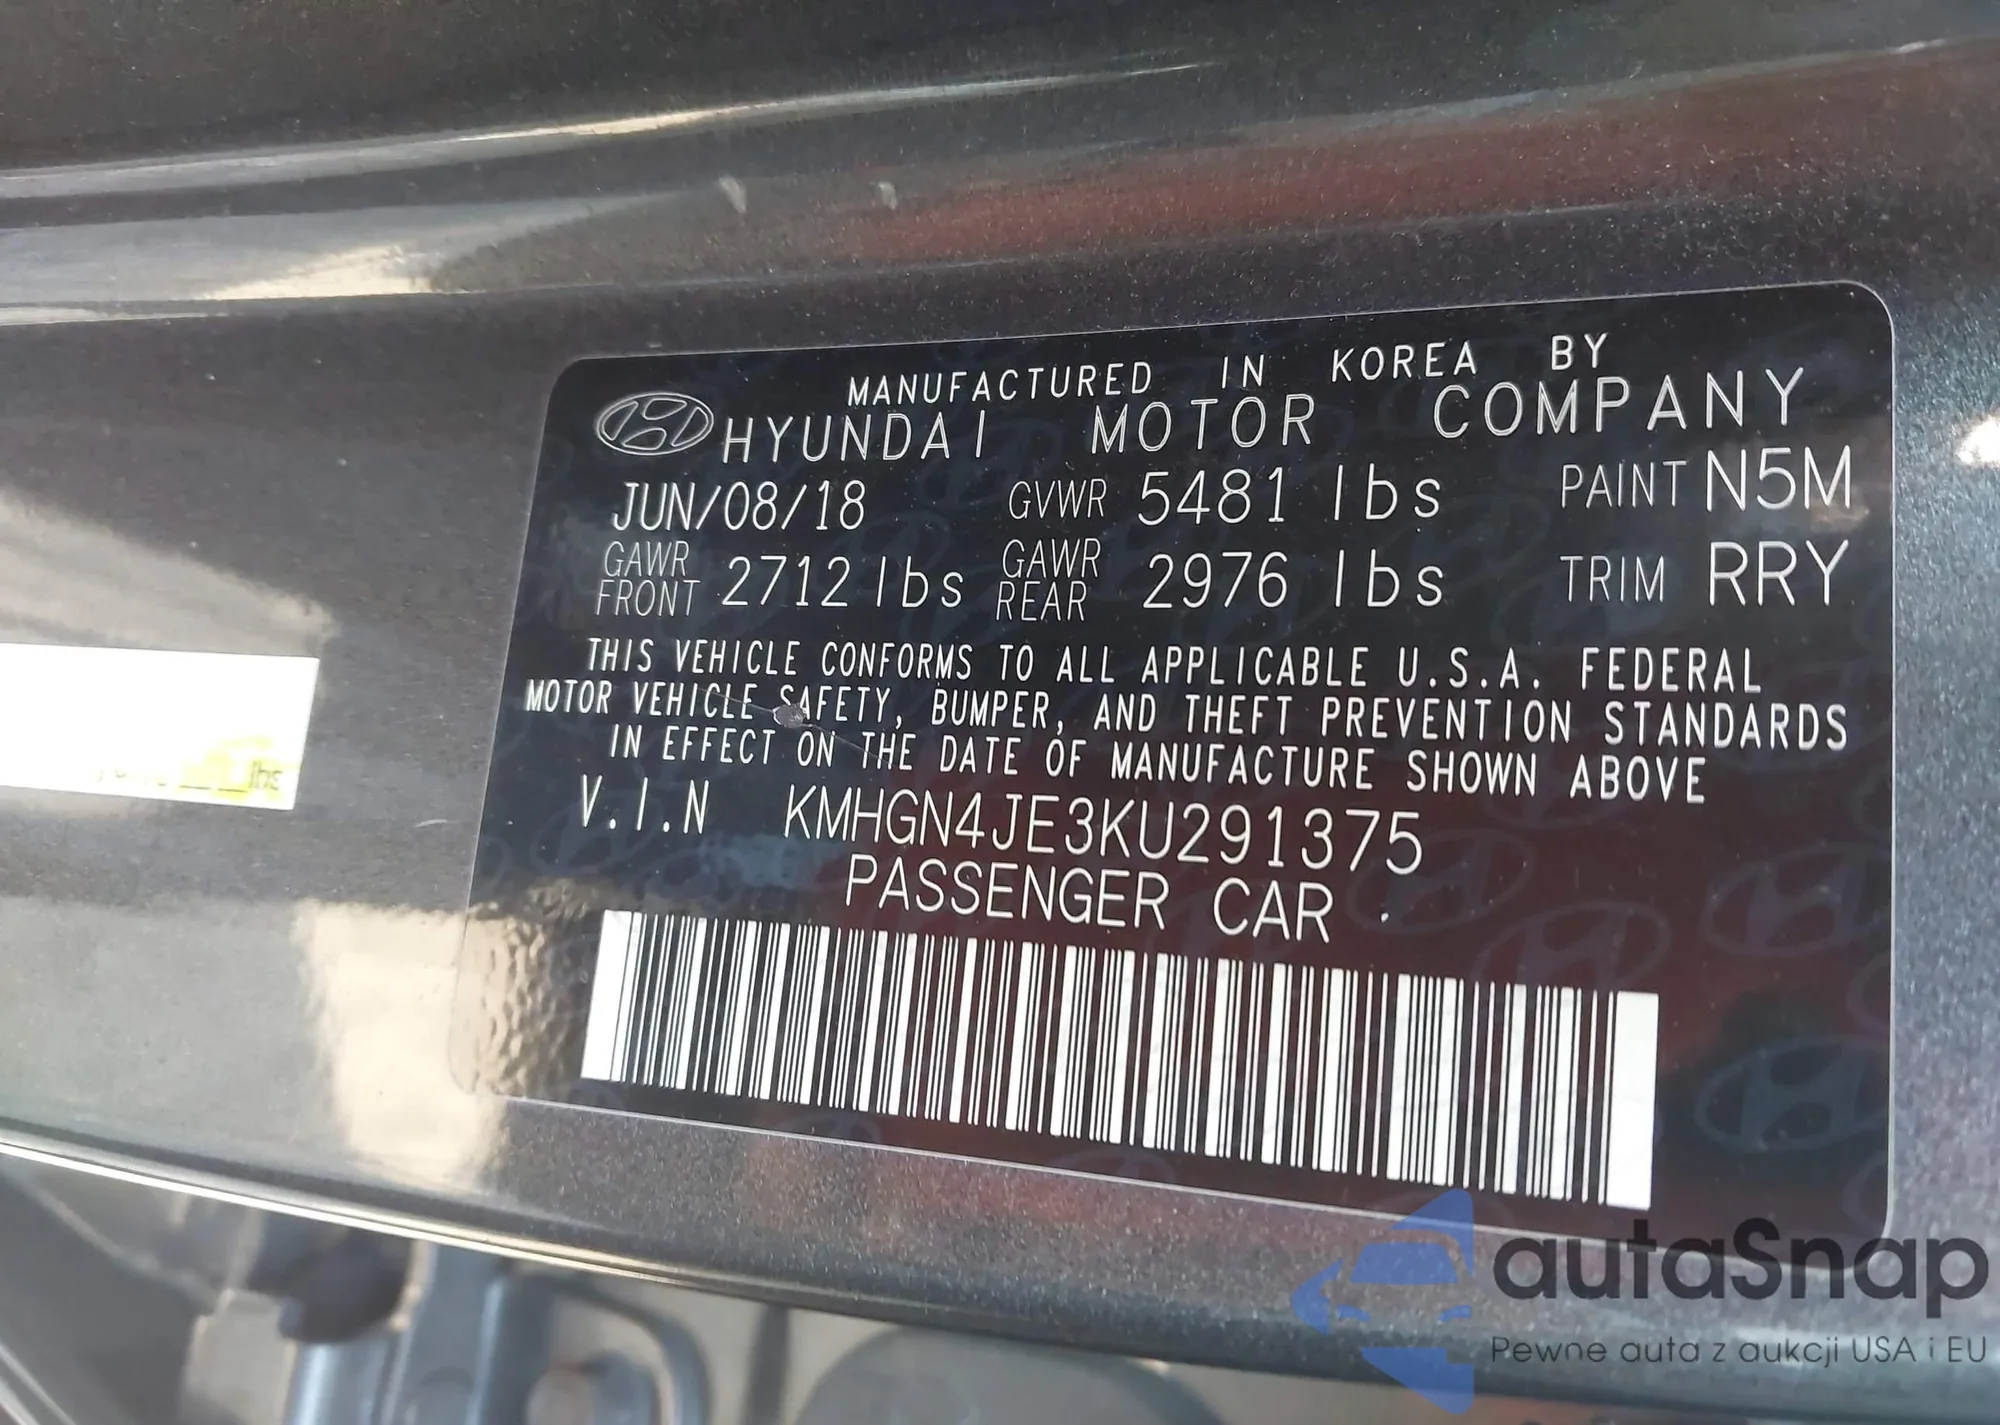 MANUFACTURED IN KOREA BY
HYUNDAI MOTOR COMPANY
JUN/08/18 GVWR 5481 lbs PAINT N5M
GAWR FRONT 2712 lbs GAWR REAR 2976 lbs TRIM RRY
THIS VEHICLE CONFORMS TO ALL APPLICABLE U.S.A. FEDERAL
MOTOR VEHICLE SAFETY, BUMPER, AND THEFT PREVENTION STANDARDS
IN EFFECT ON THE DATE OF MANUFACTURE SHOWN ABOVE
V.I.N KMHGN4JE3KU291375
PASSENGER CAR
lbs
autaSnap
Pewne auta z aukcji USA i EU